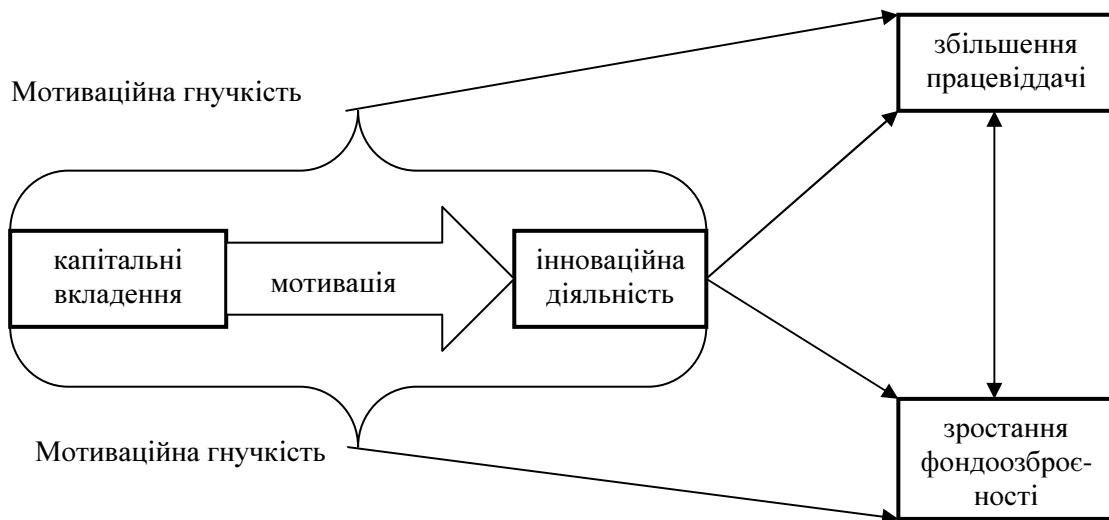 збільшення
працевіддачі
Мотиваційна гнучкість
капітальні
вкладення
мотивація
інноваційна
діяльність
Мотиваційна гнучкість
зростання
фондоозброє-
ності